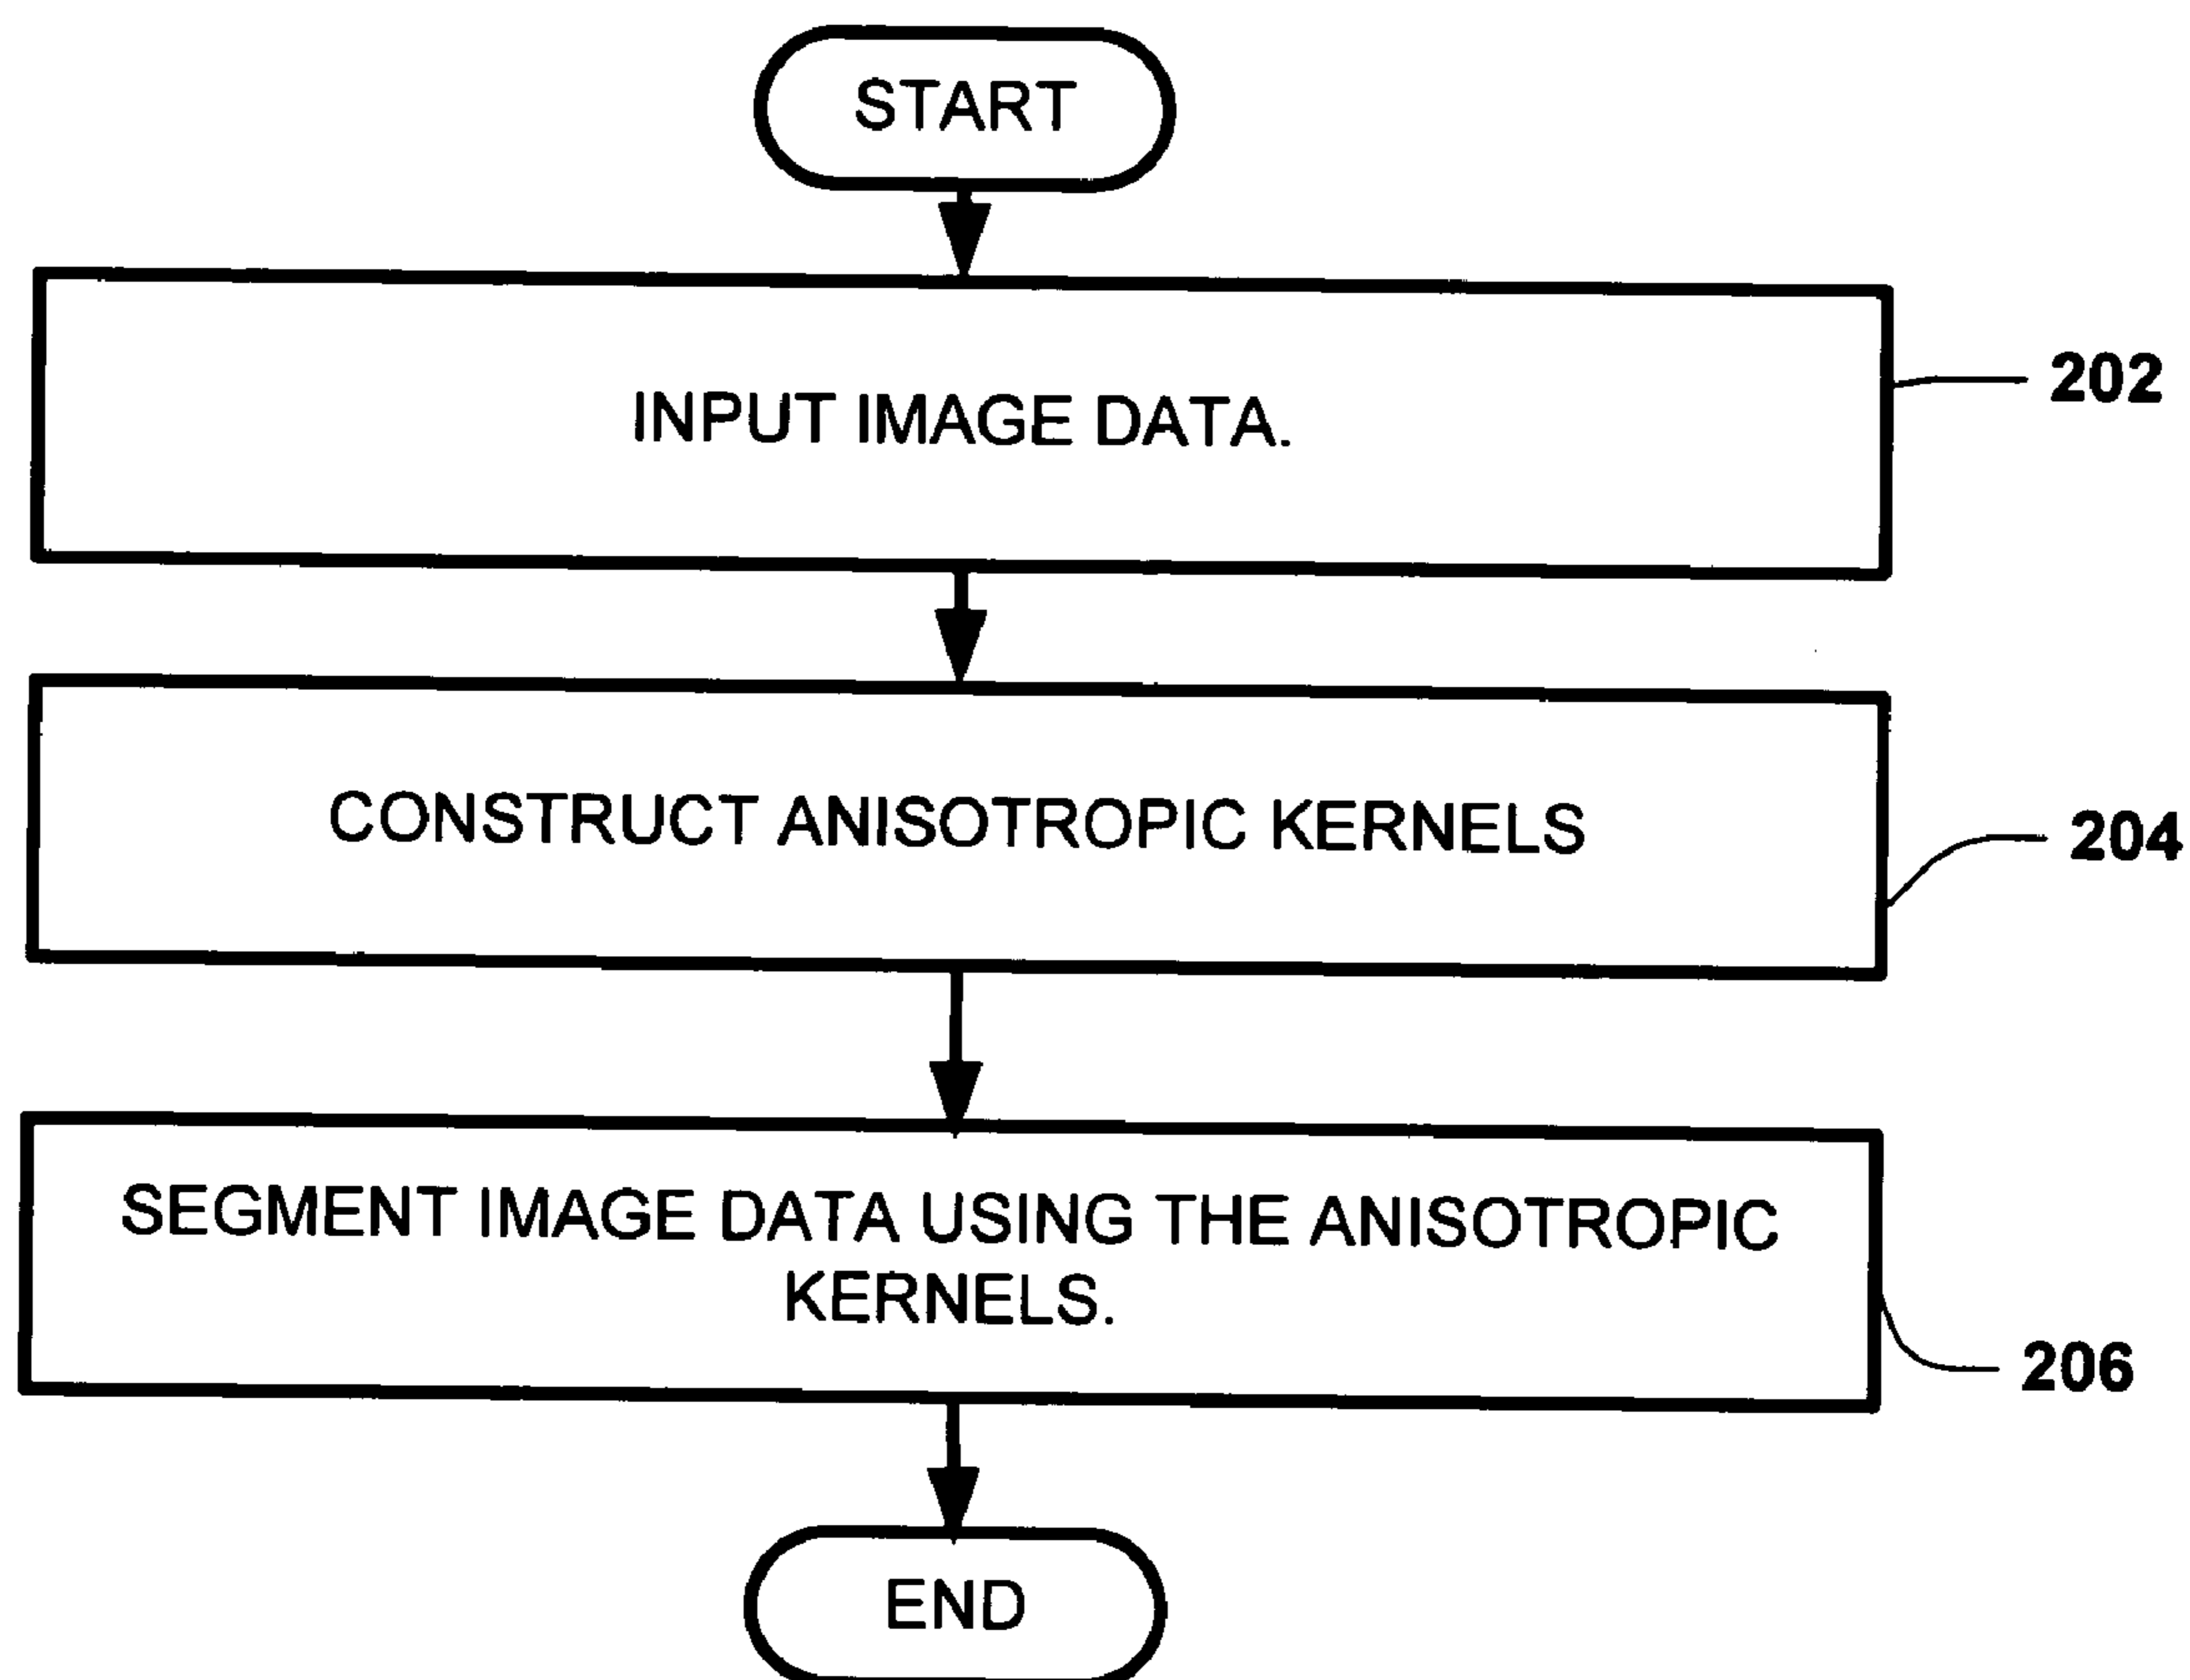 START
INPUT IMAGE DATA.
202
CONSTRUCT ANISOTROPIC KERNELS
204
SEGMENT IMAGE DATA USING THE ANISOTROPIC
KERNELS.
206
END